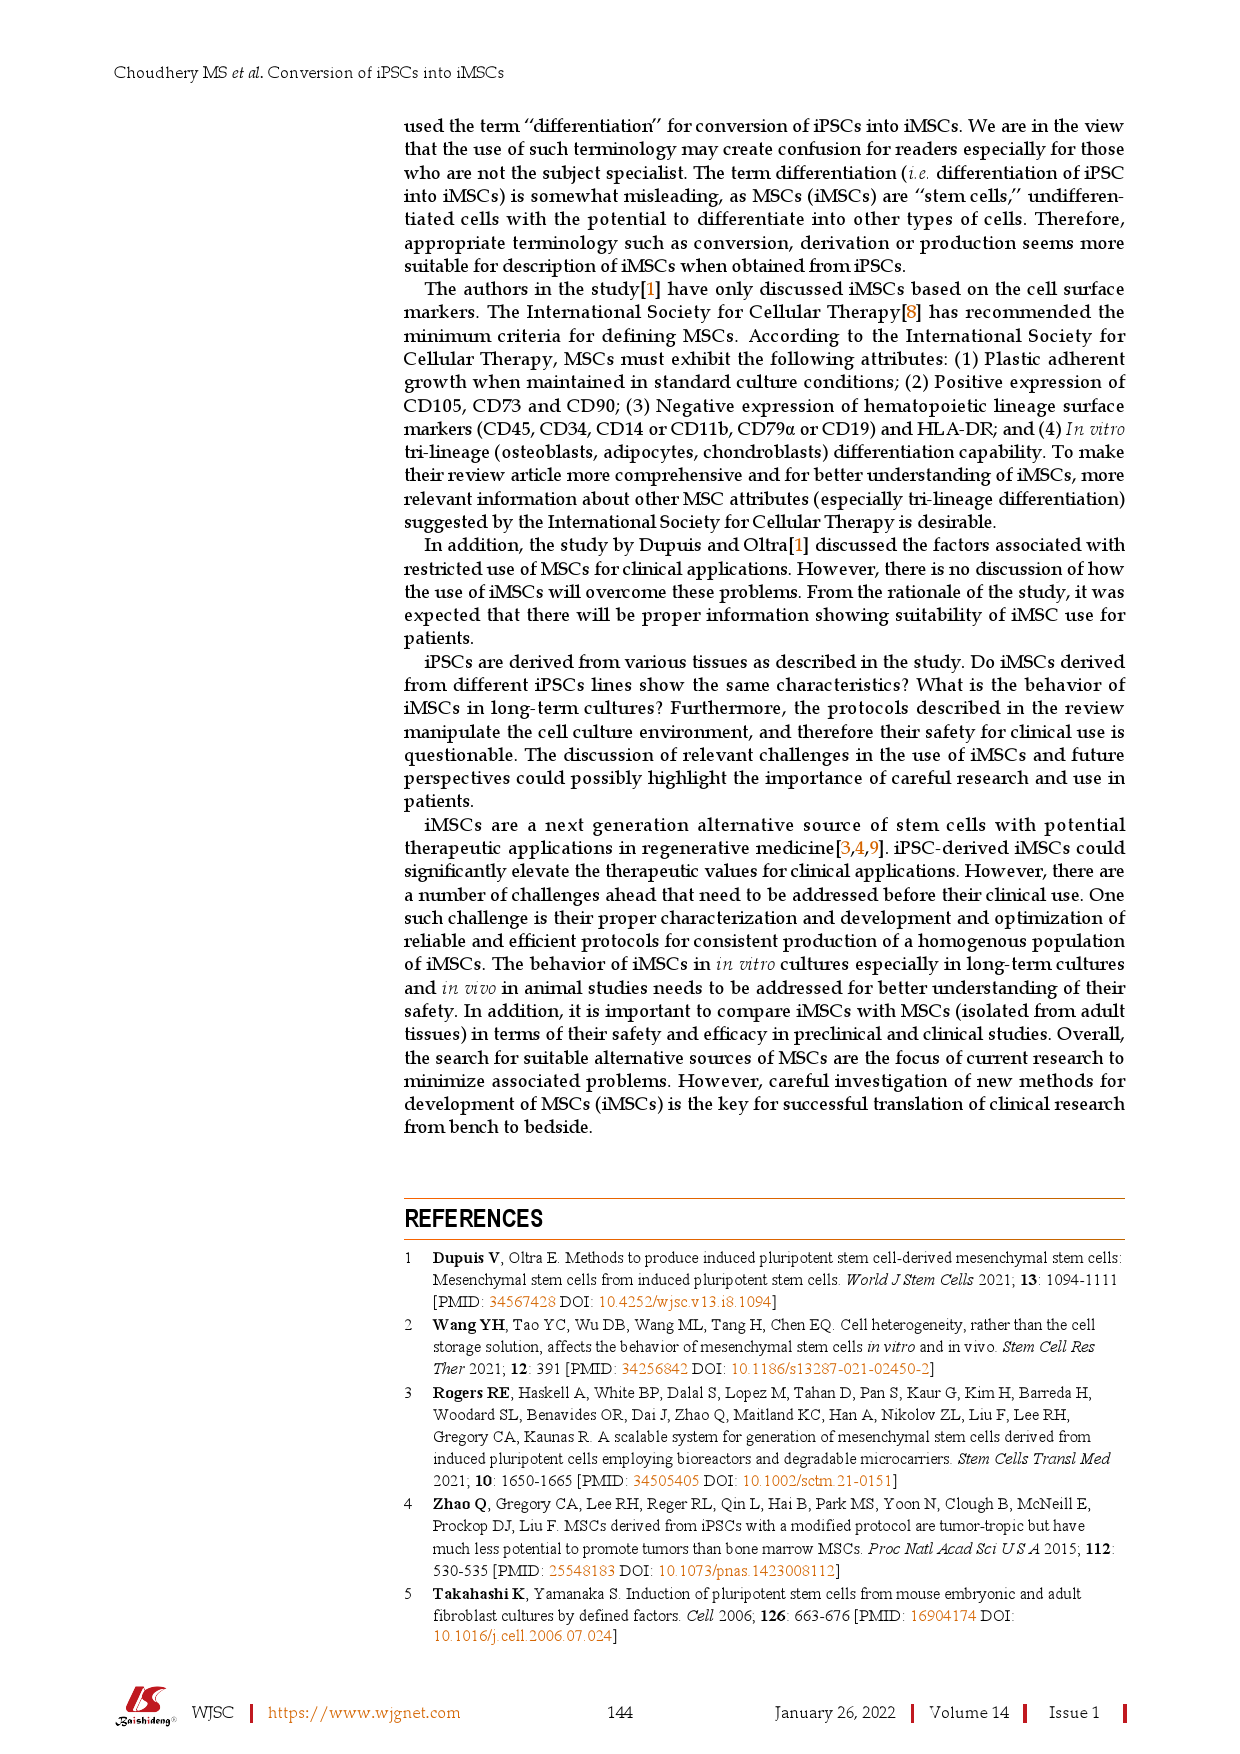 Choudhery MS et al. Conversion of iPSCs into iMSCs
used the term “differentiation” for conversion of iPSCs into iMSCs. We are in the view
that the use of such terminology may create confusion for readers especially for those
who are not the subject specialist. The term differentiation (i.e. differentiation of iPSC
into iMSCs) is somewhat misleading, as MSCs (iMSCs) are “stem cells,” undifferen-
tiated cells with the potential to differentiate into other types of cells. Therefore,
appropriate terminology such as conversion, derivation or production seems more
suitable for description of iMSCs when obtained from iPSCs.
The authors in the study[1] have only discussed iMSCs based on the cell surface
markers. The International Society for Cellular Therapy[8] has recommended the
minimum criteria for defining MSCs. According to the International Society for
Cellular Therapy, MSCs must exhibit the following attributes: (1) Plastic adherent
growth when maintained in standard culture conditions; (2) Positive expression of
CD105, CD73 and CD90; (3) Negative expression of hematopoietic lineage surface
markers (CD45, CD34, CD14 or CD11b, CD79α or CD19) and HLA-DR; and (4) In vitro
tri-lineage (osteoblasts, adipocytes, chondroblasts) differentiation capability. To make
their review article more comprehensive and for better understanding of iMSCs, more
relevant information about other MSC attributes (especially tri-lineage differentiation)
suggested by the International Society for Cellular Therapy is desirable.
In addition, the study by Dupuis and Oltra[1] discussed the factors associated with
restricted use of MSCs for clinical applications. However, there is no discussion of how
the use of iMSCs will overcome these problems. From the rationale of the study, it was
expected that there will be proper information showing suitability of iMSC use for
patients.
iPSCs are derived from various tissues as described in the study. Do iMSCs derived
from different iPSCs lines show the same characteristics? What is the behavior of
iMSCs in long-term cultures? Furthermore, the protocols described in the review
manipulate the cell culture environment, and therefore their safety for clinical use is
questionable. The discussion of relevant challenges in the use of iMSCs and future
perspectives could possibly highlight the importance of careful research and use in
patients.
iMSCs are a next generation alternative source of stem cells with potential
therapeutic applications in regenerative medicine[3,4,9]. iPSC-derived iMSCs could
significantly elevate the therapeutic values for clinical applications. However, there are
a number of challenges ahead that need to be addressed before their clinical use. One
such challenge is their proper characterization and development and optimization of
reliable and efficient protocols for consistent production of a homogenous population
of iMSCs. The behavior of iMSCs in in vitro cultures especially in long-term cultures
and in vivo in animal studies needs to be addressed for better understanding of their
safety. In addition, it is important to compare iMSCs with MSCs (isolated from adult
tissues) in terms of their safety and efficacy in preclinical and clinical studies. Overall,
the search for suitable alternative sources of MSCs are the focus of current research to
minimize associated problems. However, careful investigation of new methods for
development of MSCs (iMSCs) is the key for successful translation of clinical research
from bench to bedside.
REFERENCES
1 Dupuis V, Oltra E. Methods to produce induced pluripotent stem cell-derived mesenchymal stem cells:
Mesenchymal stem cells from induced pluripotent stem cells. World J Stem Cells 2021; 13: 1094-1111
[PMID: 34567428 DOI: 10.4252/wjsc.v13.i8.1094]
2 Wang YH, Tao YC, Wu DB, Wang ML, Tang H, Chen EQ. Cell heterogeneity, rather than the cell
storage solution, affects the behavior of mesenchymal stem cells in vitro and in vivo. Stem Cell Res
Ther 2021; 12: 391 [PMID: 34256842 DOI: 10.1186/s13287-021-02450-2]
3 Rogers RE, Haskell A, White BP, Dalal S, Lopez M, Tahan D, Pan S, Kaur G, Kim H, Barreda H,
Woodard SL, Benavides OR, Dai J, Zhao Q, Maitland KC, Han A, Nikolov ZL, Liu F, Lee RH,
Gregory CA, Kaunas R. A scalable system for generation of mesenchymal stem cells derived from
induced pluripotent cells employing bioreactors and degradable microcarriers. Stem Cells Transl Med
2021; 10: 1650-1665 [PMID: 34505405 DOI: 10.1002/sctm.21-0151]
4 Zhao Q, Gregory CA, Lee RH, Reger RL, Qin L, Hai B, Park MS, Yoon N, Clough B, McNeill E,
Prockop DJ, Liu F. MSCs derived from iPSCs with a modified protocol are tumor-tropic but have
much less potential to promote tumors than bone marrow MSCs. Proc Natl Acad Sci U S A 2015; 112:
530-535 [PMID: 25548183 DOI: 10.1073/pnas.1423008112]
5 Takahashi K, Yamanaka S. Induction of pluripotent stem cells from mouse embryonic and adult
fibroblast cultures by defined factors. Cell 2006; 126: 663-676 [PMID: 16904174 DOI:
10.1016/j.cell.2006.07.024]
Baishideng® WJSC https://www.wjgnet.com 144 January 26, 2022 Volume 14 Issue 1